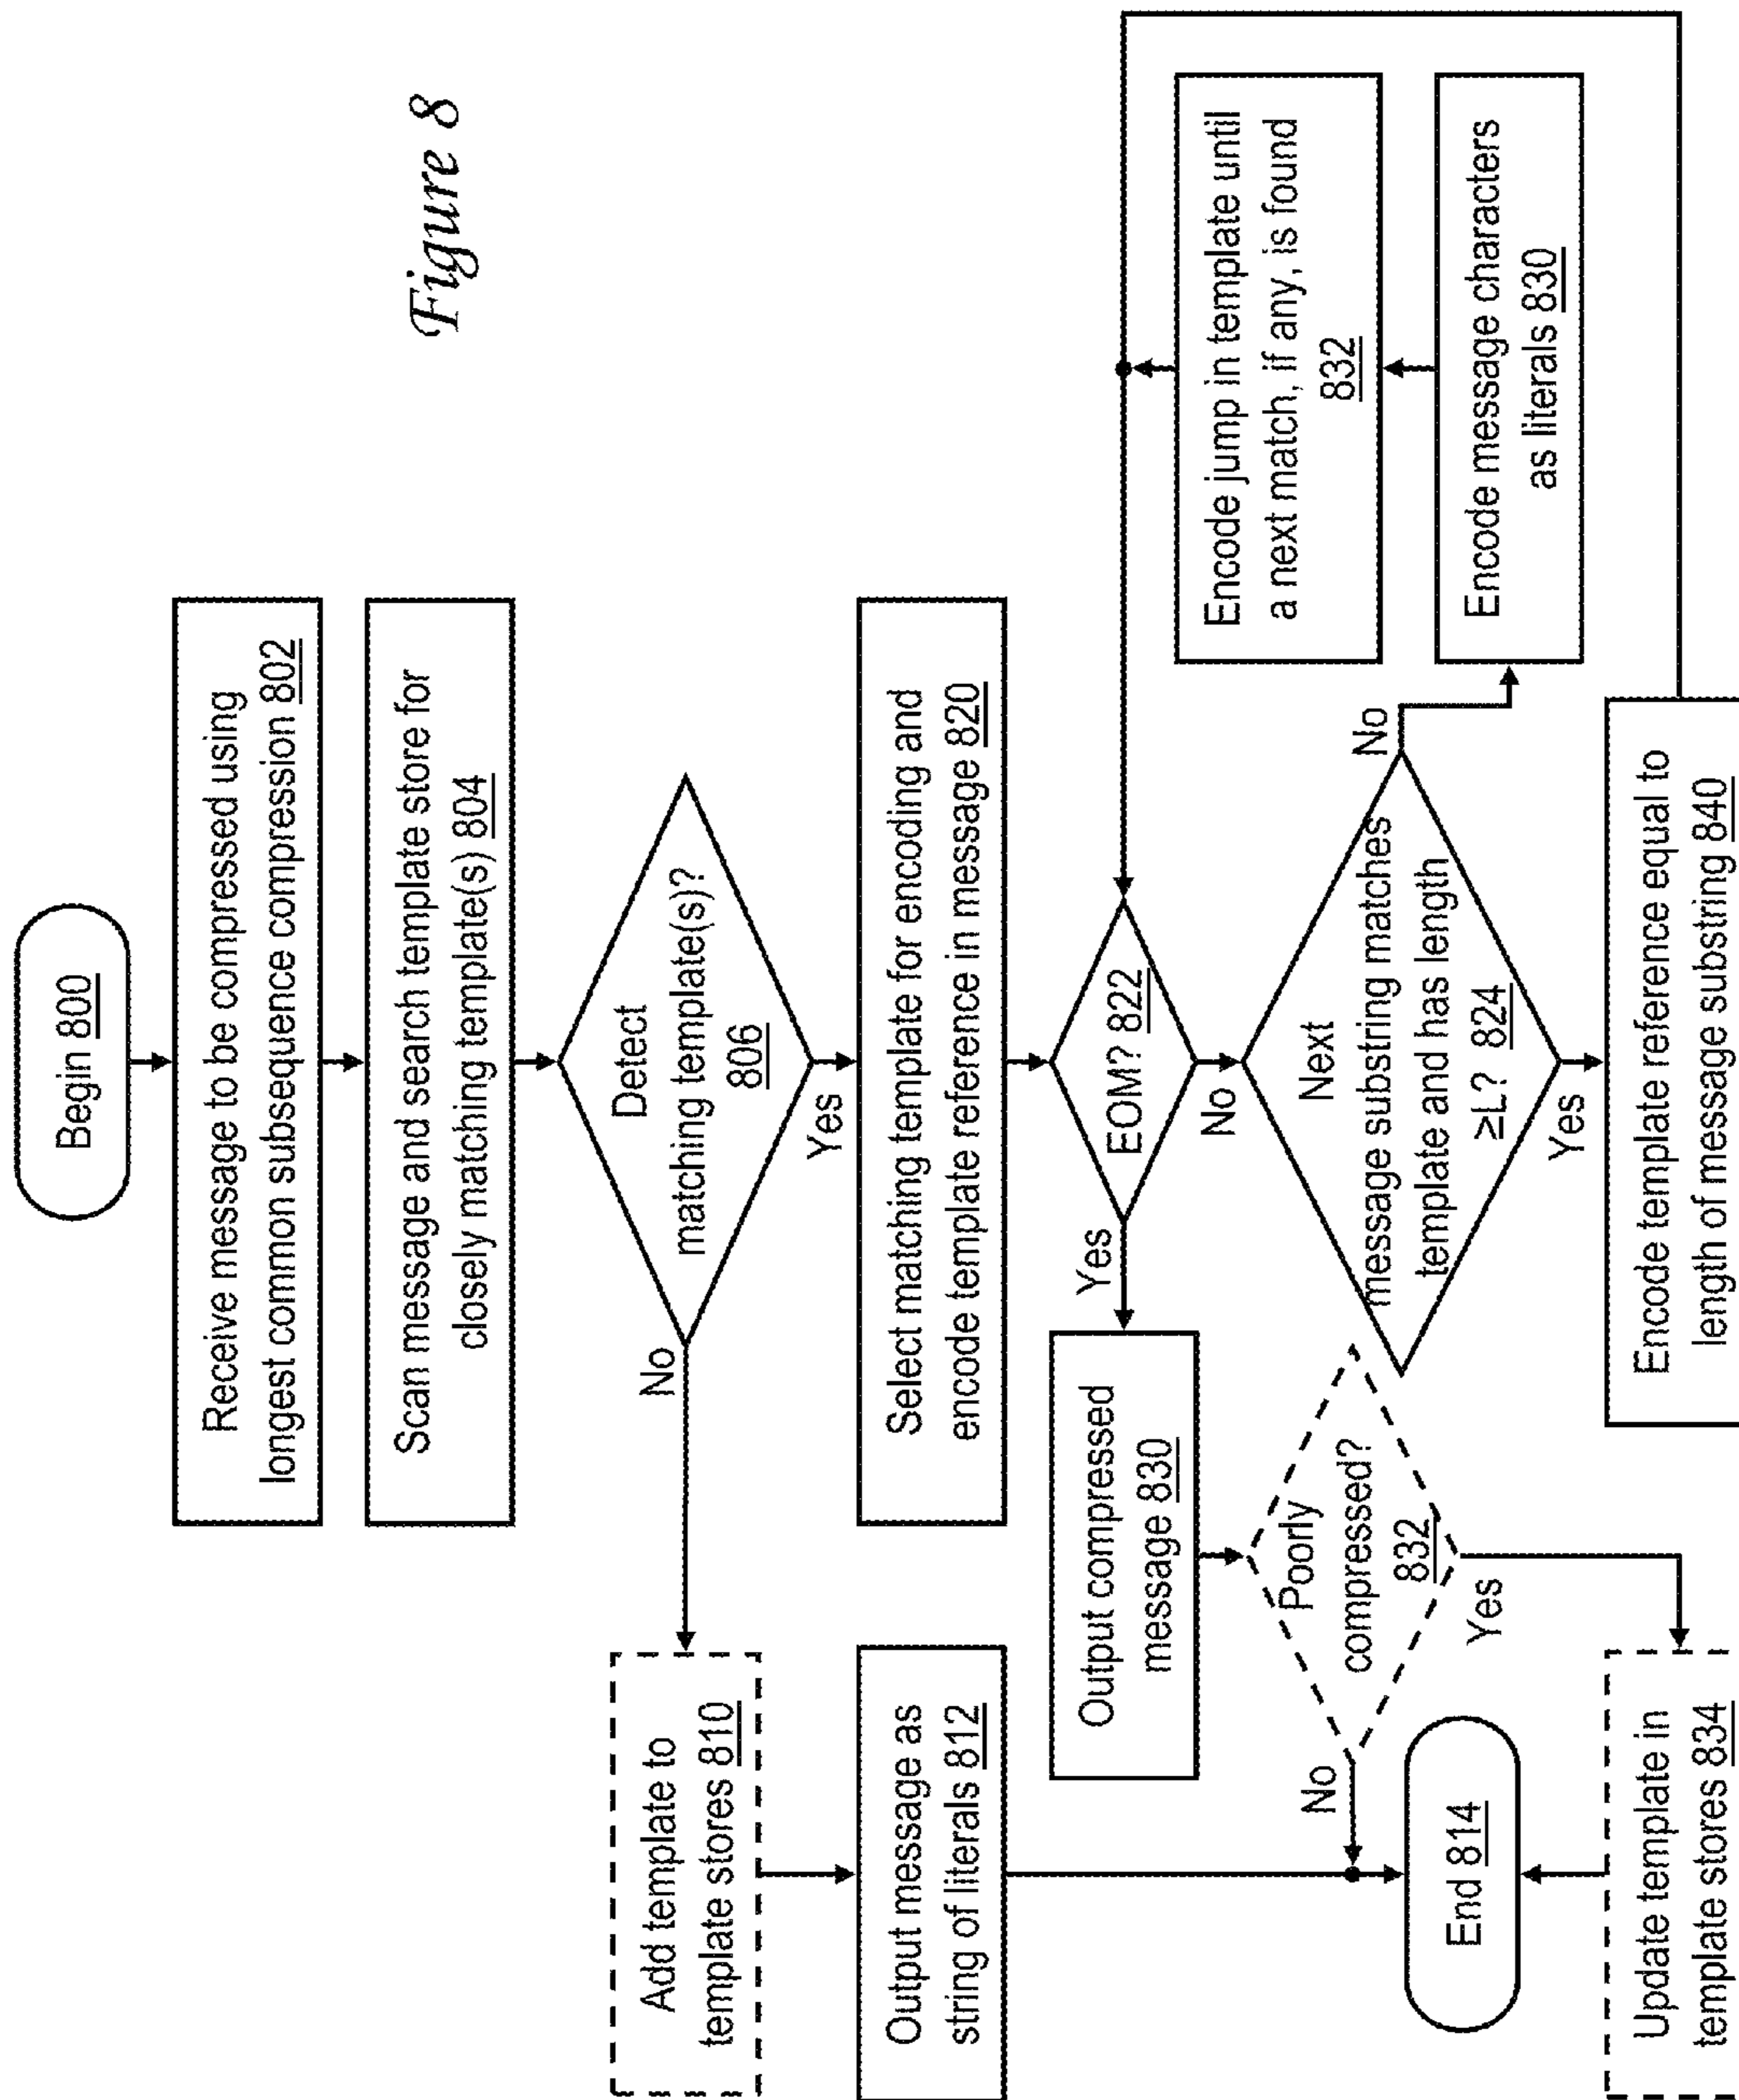 Begin 800
Receive message to be compressed using
longest common subsequence compression 802
Scan message and search template store for
closely matching template(s) 804
Detect
matching template(s)?
806
No
Yes
Add template to
template stores 810
Output message as
string of literals 812
Select matching template for encoding and
encode template reference in message 820
EOM? 822
Yes
No
Output compressed
message 830
Poorly
compressed?
832
No
Yes
End 814
Update template in
template stores 834
Next
message substring matches
template and has length
≥L? 824
No
Yes
Encode jump in template until
a next match, if any, is found
832
Encode message characters
as literals 830
Encode template reference equal to
length of message substring 840
Figure 8